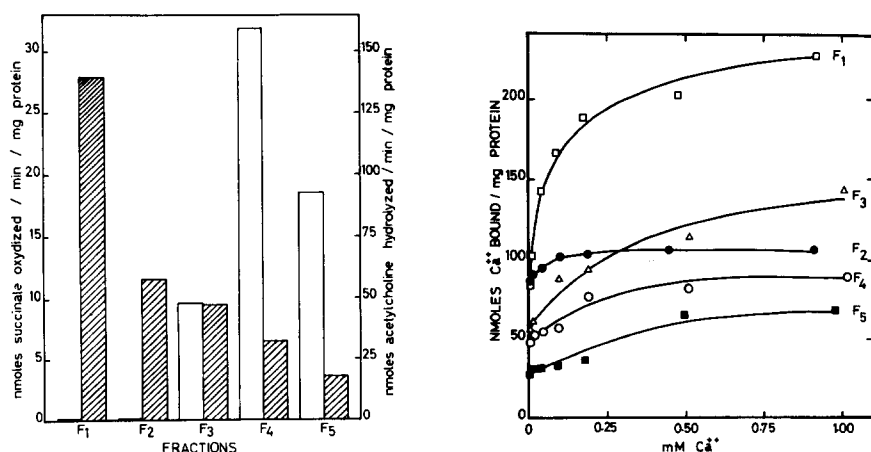 nmoles succinate oxydized / min / mg protein
30
25
20
15
10
5
0
F1
F2
F3
F4
F5
FRACTIONS
150
125
100
75
50
25
0
nmoles acetylcholine hydrolyzed / min / mg protein
NMOLES Ca++ BOUND / mg PROTEIN
200
150
100
50
0
F1
F3
F2
F4
F5
0
0·25
0·50
0·75
1·00
mM Ca++